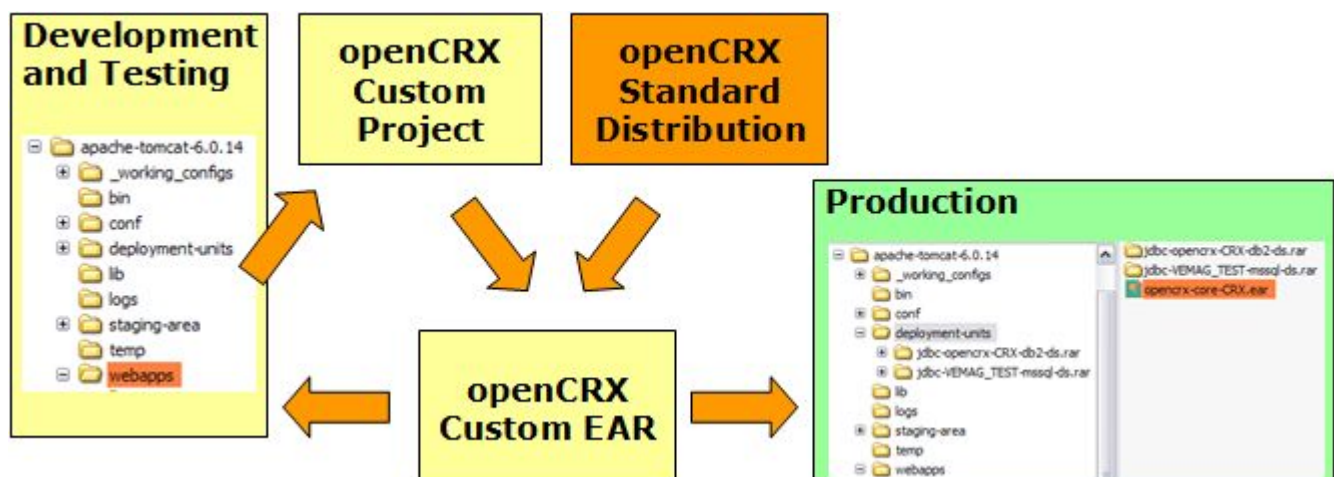 Development
and Testing
apache-tomcat-6.0.14
_working_configs
bin
conf
deployment-units
lib
logs
staging-area
temp
webapps
openCRX
Custom
Project
openCRX
Standard
Distribution
openCRX
Custom EAR
Production
apache-tomcat-6.0.14
_working_configs
bin
conf
deployment-units
jdbc-opencrx-CRX-db2-ds.rar
jdbc-VEMAG_TEST-mssql-ds.rar
lib
logs
staging-area
temp
webapps
jdbc-opencrx-CRX-db2-ds.rar
jdbc-VEMAG_TEST-mssql-ds.rar
opencrx-core-CRX.ear